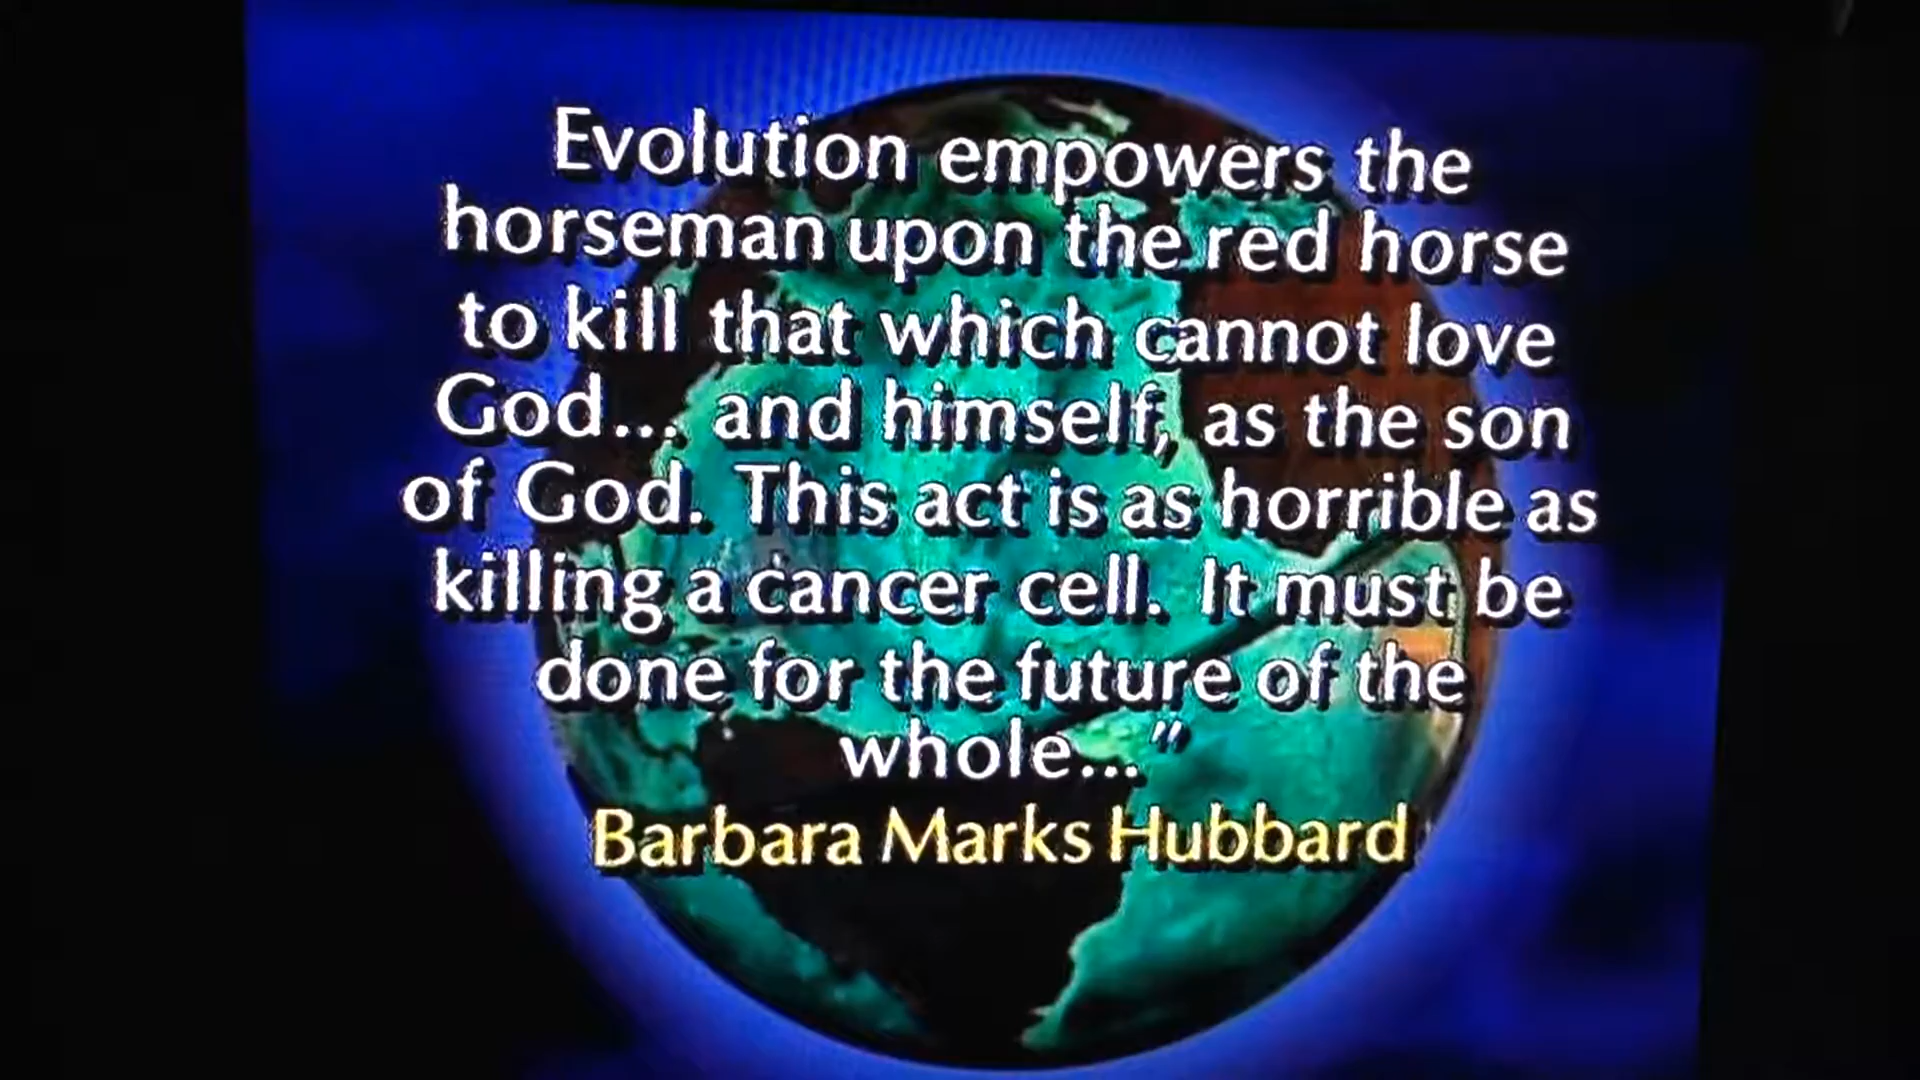 Evolution empowers the
horseman upon the red horse
to kill that which cannot love
God... and himself, as the son
of God. This act is as horrible as
killing a cancer cell. It must be
done for the future of the
whole..."
Barbara Marks Hubbard